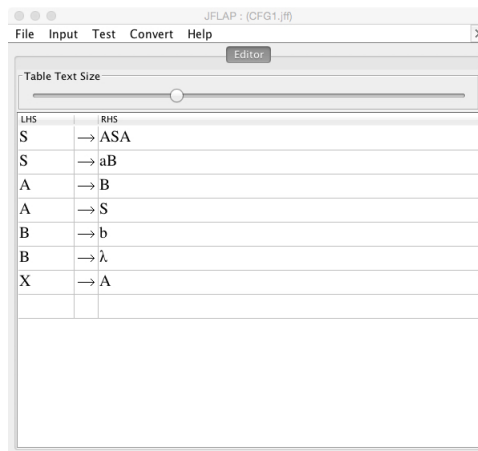 JFLAP : (CFG1.jff)
File Input Test Convert Help
Editor
Table Text Size
LHS RHS
S → ASA
S → aB
A → B
A → S
B → b
B → λ
X → A